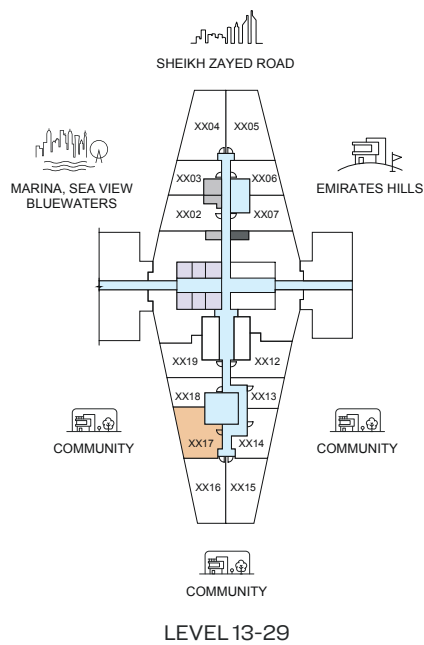 SHEIKH ZAYED ROAD
XX04 XX05
MARINA, SEA VIEW
BLUEWATERS
EMIRATES HILLS
XX03 XX06
XX02 XX07
XX19 XX12
XX18 XX13
XX17 XX14
COMMUNITY
COMMUNITY
XX16 XX15
COMMUNITY
LEVEL 13-29